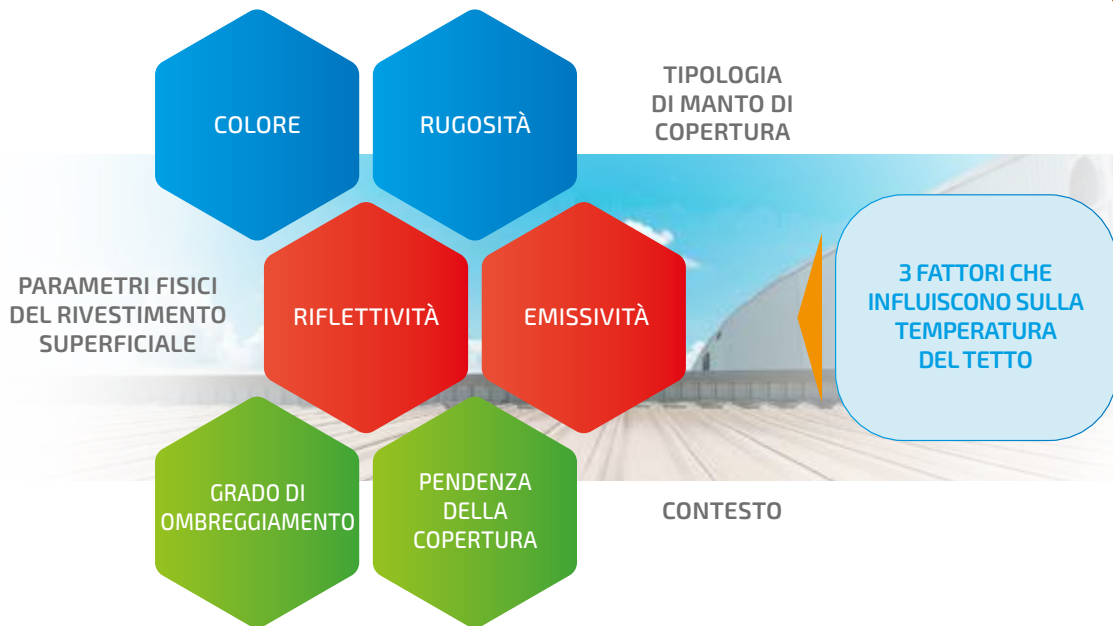 COLORE
RUGOSITÀ
TIPOLOGIA
DI MANTO DI
COPERTURA
PARAMETRI FISICI
DEL RIVESTIMENTO
SUPERFICIALE
RIFLETTIVITÀ
EMISSIVITÀ
3 FATTORI CHE
INFLUISCONO SULLA
TEMPERATURA
DEL TETTO
GRADO DI
OMBREGGIAMENTO
PENDENZA
DELLA
COPERTURA
CONTESTO